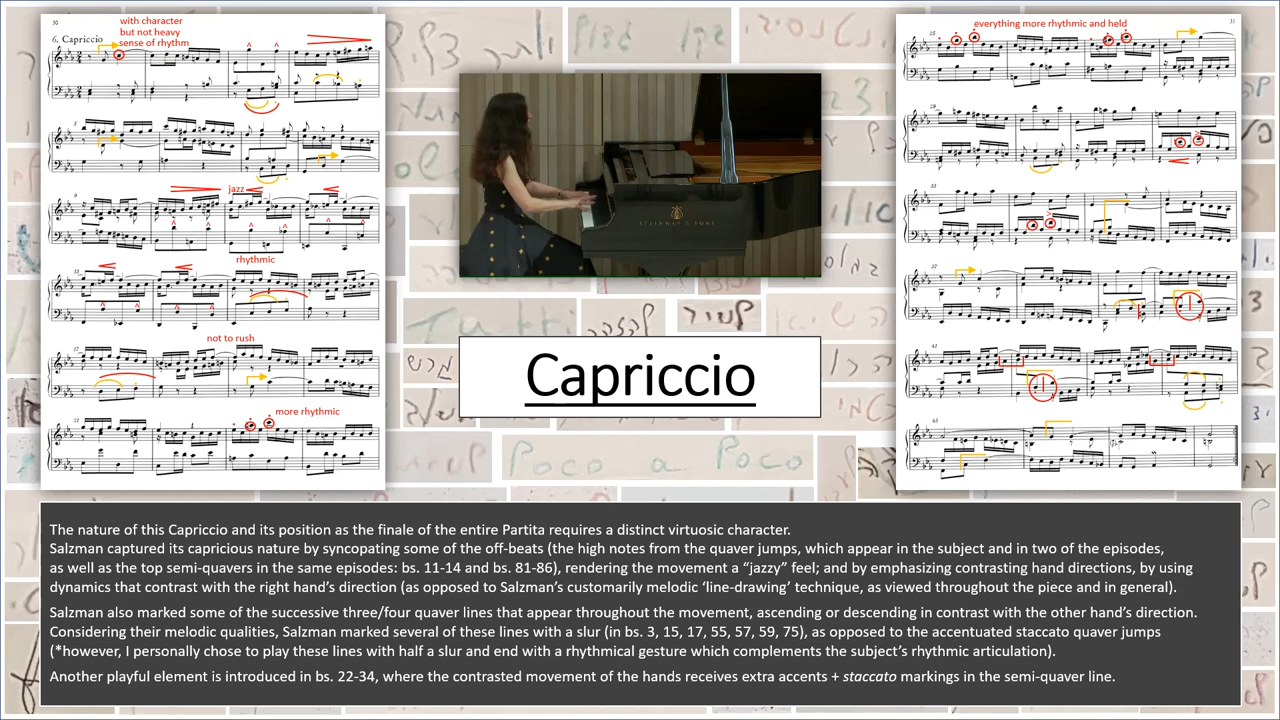 30
6. Capriccio
with character
but not heavy
sense of rhythm
5
9
jazz
rhythmic
13
17
not to rush
21
more rhythmic
STEINWAY & SONS
Capriccio
31
everything more rhythmic and held
25
29
33
37
41
45
The nature of this Capriccio and its position as the finale of the entire Partita requires a distinct virtuosic character.
Salzman captured its capricious nature by syncopating some of the off-beats (the high notes from the quaver jumps, which appear in the subject and in two of the episodes,
as well as the top semi-quavers in the same episodes: bs. 11-14 and bs. 81-86), rendering the movement a “jazzy” feel; and by emphasizing contrasting hand directions, by using
dynamics that contrast with the right hand’s direction (as opposed to Salzman’s customarily melodic ‘line-drawing’ technique, as viewed throughout the piece and in general).
Salzman also marked some of the successive three/four quaver lines that appear throughout the movement, ascending or descending in contrast with the other hand’s direction.
Considering their melodic qualities, Salzman marked several of these lines with a slur (in bs. 3, 15, 17, 55, 57, 59, 75), as opposed to the accentuated staccato quaver jumps
(*however, I personally chose to play these lines with half a slur and end with a rhythmical gesture which complements the subject’s rhythmic articulation).
Another playful element is introduced in bs. 22-34, where the contrasted movement of the hands receives extra accents + staccato markings in the semi-quaver line.